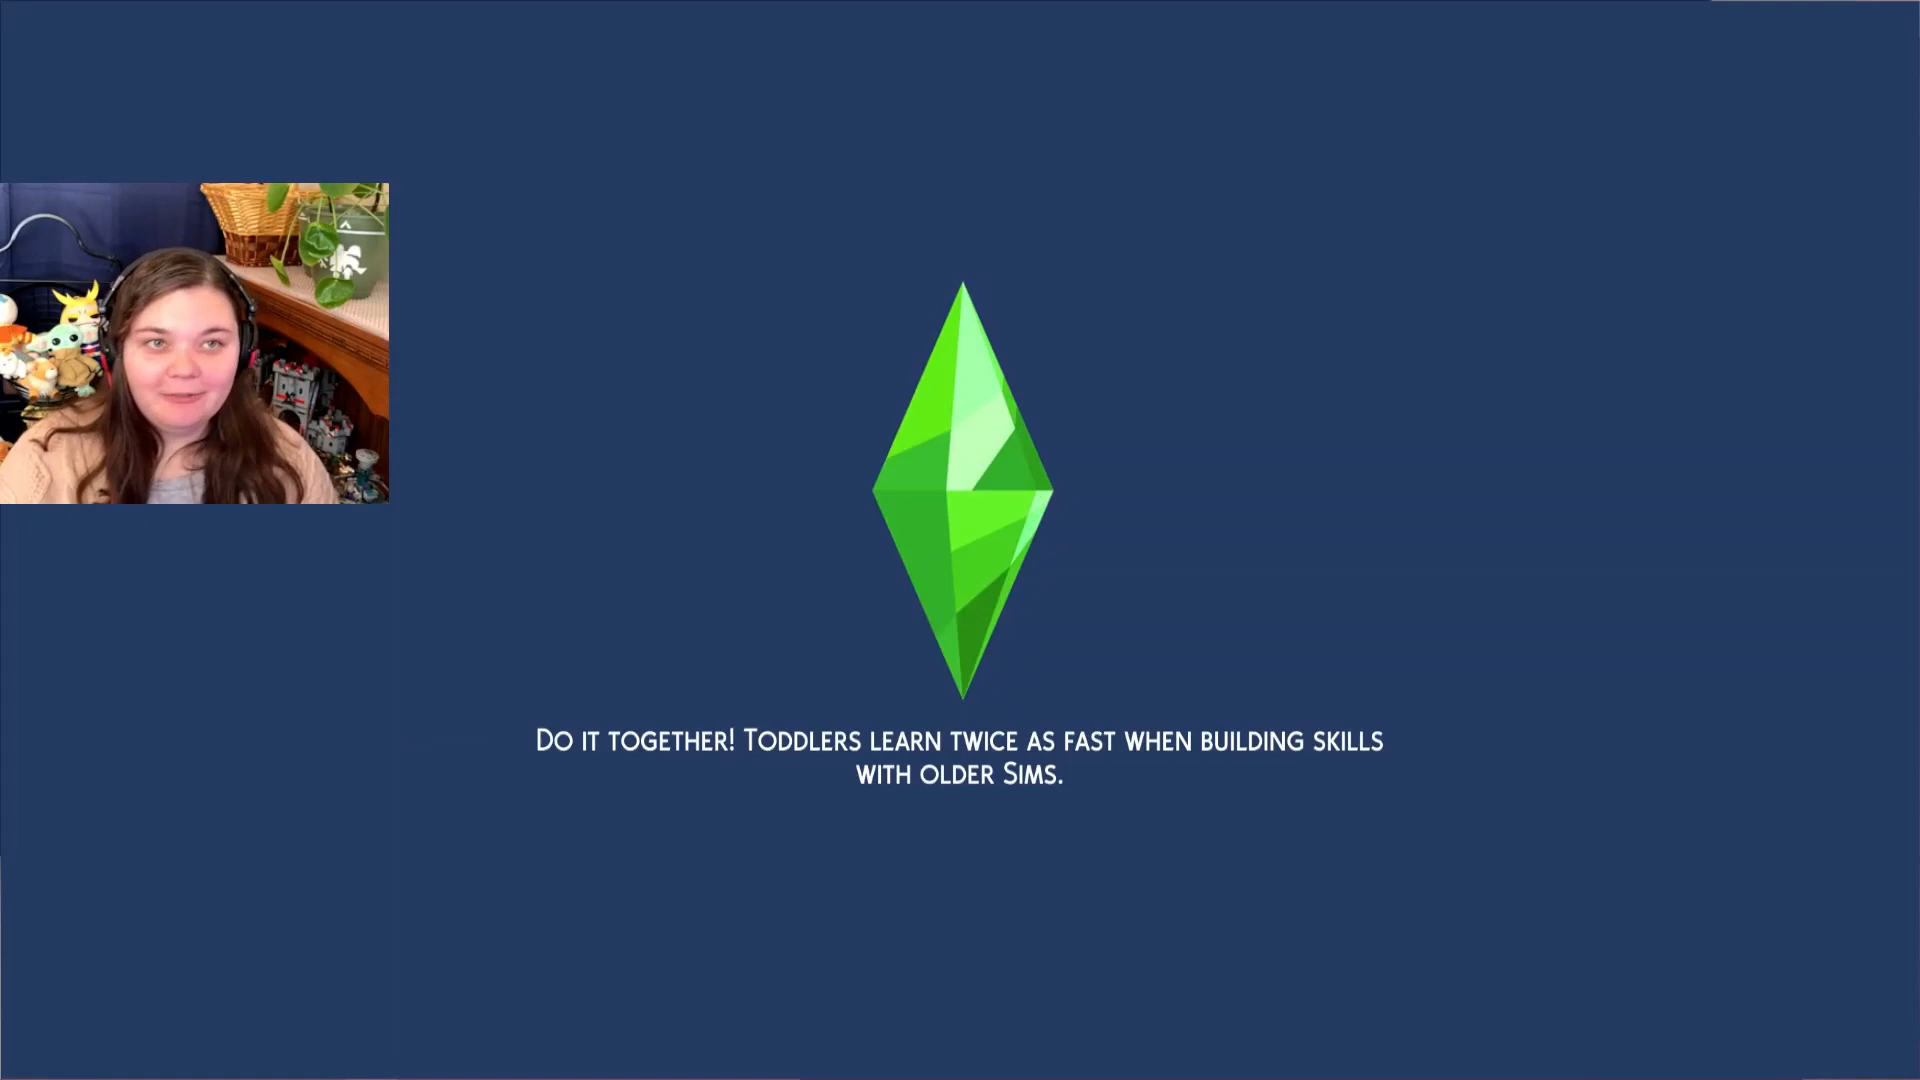 Do it together! Toddlers learn twice as fast when building skills
with older Sims.